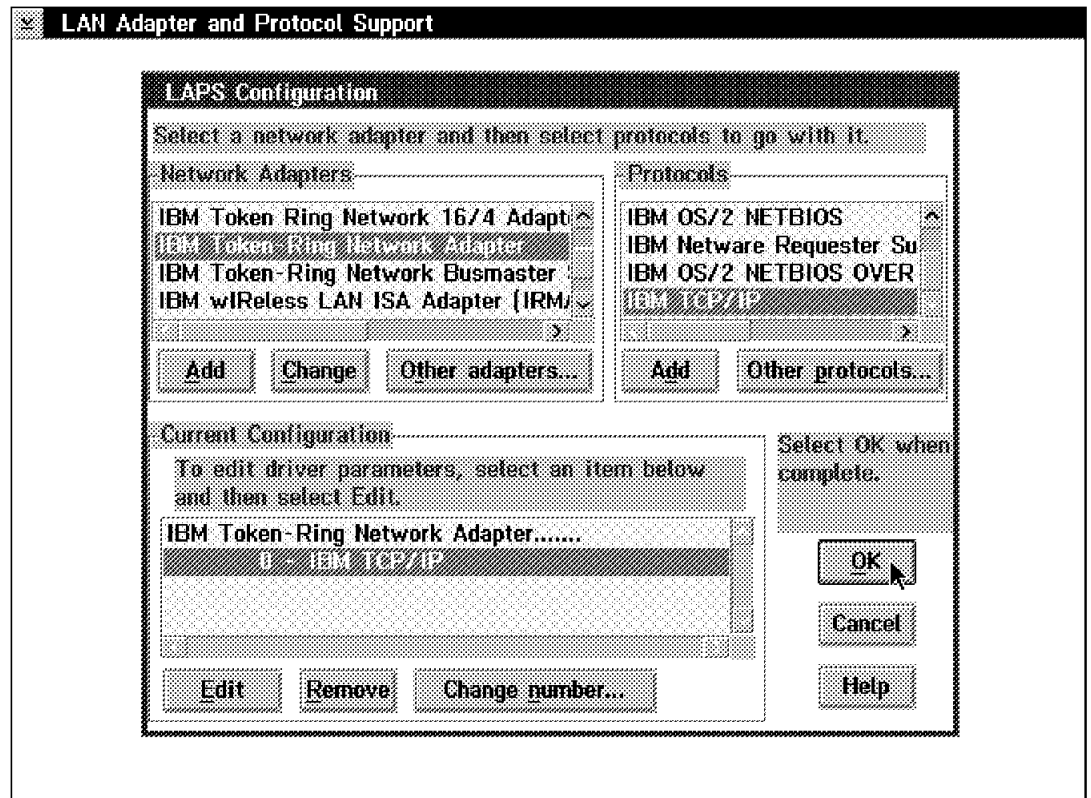 LAN Adapter and Protocol Support
LAPS Configuration
Select a network adapter and then select protocols to go with it.
Network Adapters
IBM Token Ring Network 16/4 Adapt
IBM Token Ring Network Adapter
IBM Token-Ring Network Busmaster
IBM wIReless LAN ISA Adapter (IRM
Add
Change
Other adapters...
Protocols
IBM OS/2 NETBIOS
IBM Netware Requester Su
IBM OS/2 NETBIOS OVER
IBM TCP/IP
Add
Other protocols...
Current Configuration
To edit driver parameters, select an item below
and then select Edit.
IBM Token-Ring Network Adapter.......
0 - IBM TCP/IP
Edit
Remove
Change number...
Select OK when
complete.
OK
Cancel
Help